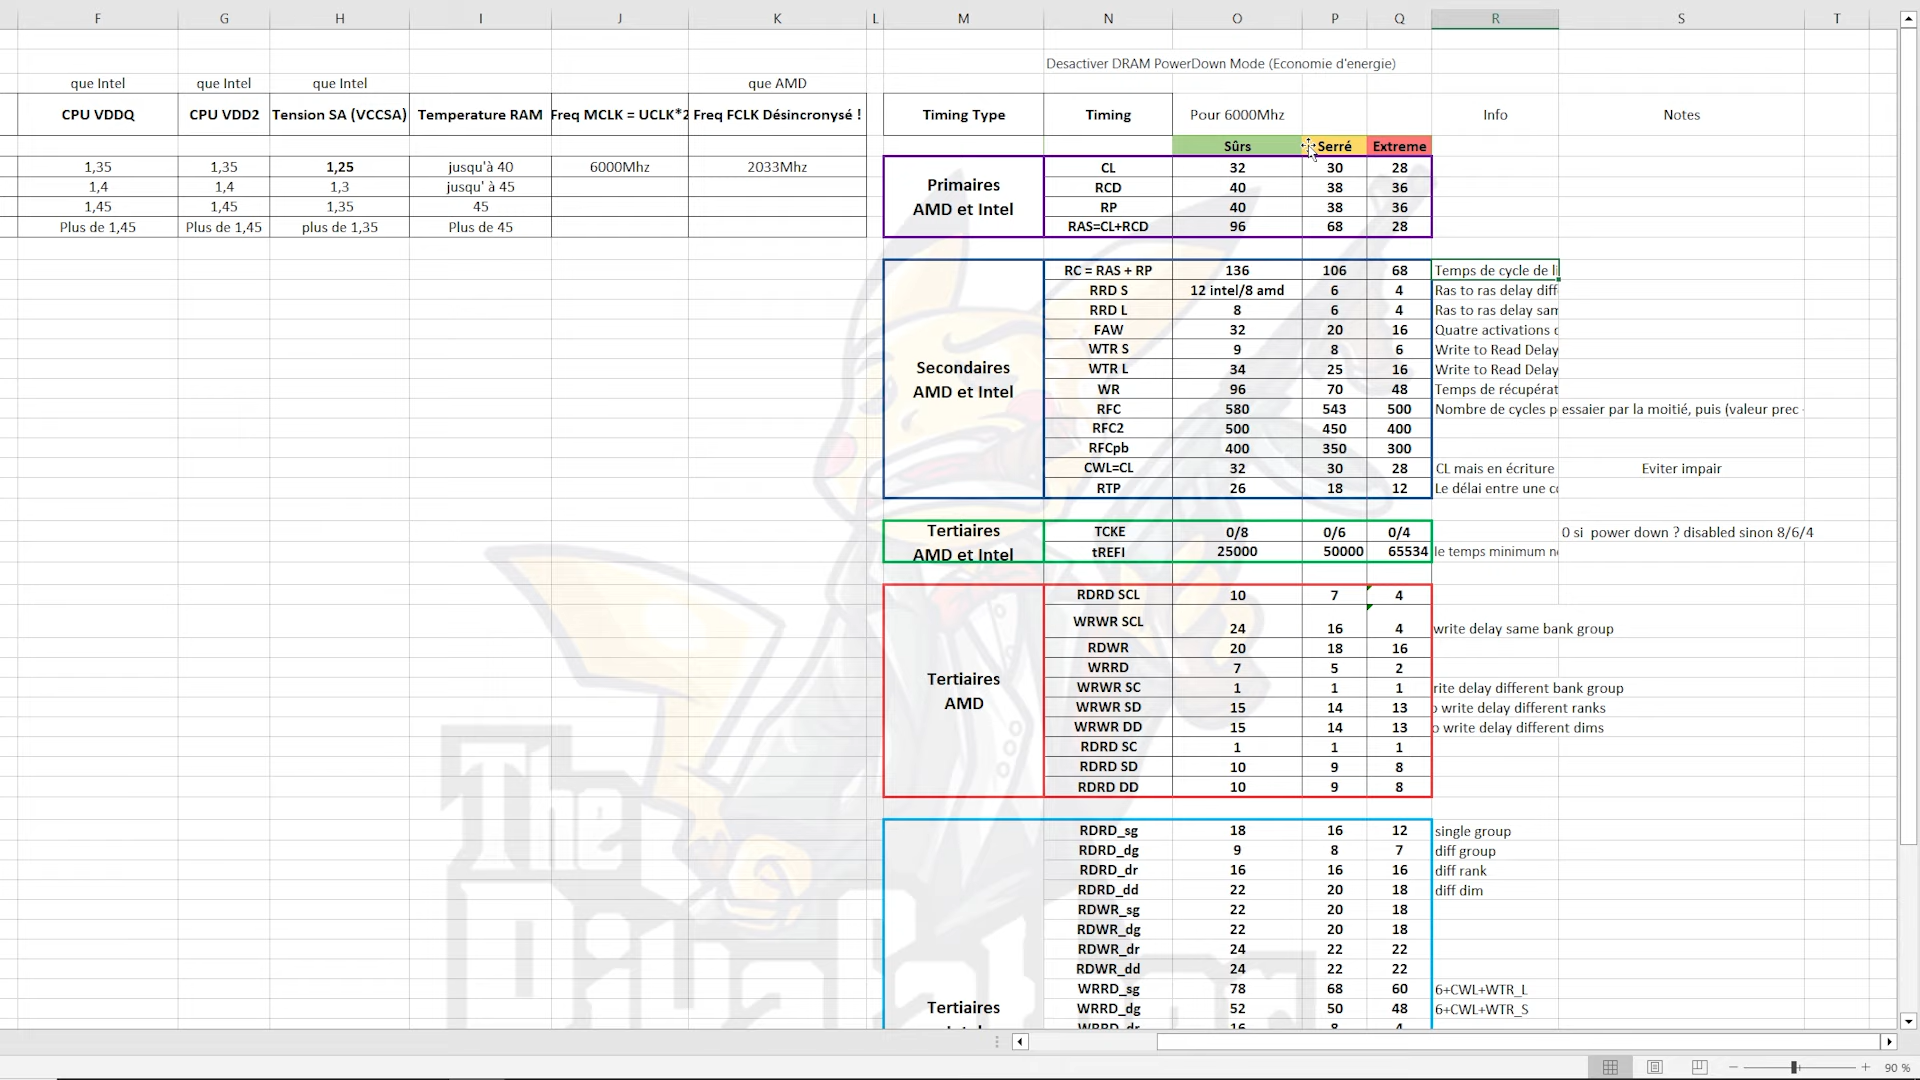 F G H I J K L M N O P Q R S T
Desactiver DRAM PowerDown Mode (Economie d'energie)
que Intel que Intel que Intel que AMD
CPU VDDQ CPU VDD2 Tension SA (VCCSA) Temperature RAM Freq MCLK = UCLK*2 Freq FCLK Désincronysé ! Timing Type Timing Pour 6000Mhz Info Notes
Sûrs Serré Extreme
1,35 1,35 1,25 jusqu'à 40 6000Mhz 2033Mhz CL 32 30 28
1,4 1,4 1,3 jusqu' à 45 Primaires RCD 40 38 36
1,45 1,45 1,35 45 AMD et Intel RP 40 38 36
Plus de 1,45 Plus de 1,45 plus de 1,35 Plus de 45 RAS=CL+RCD 96 68 28
RC = RAS + RP 136 106 68 Temps de cycle de li
RRD S 12 intel/8 amd 6 4 Ras to ras delay diff
RRD L 8 6 4 Ras to ras delay sam
FAW 32 20 16 Quatre activations
WTR S 9 8 6 Write to Read Delay
Secondaires WTR L 34 25 16 Write to Read Delay
AMD et Intel WR 96 70 48 Temps de récupérat
RFC 580 543 500 Nombre de cycles p essaier par la moitié, puis (valeur prec
RFC2 500 450 400
RFCpb 400 350 300
CWL=CL 32 30 28 CL mais en écriture Eviter impair
RTP 26 18 12 Le délai entre une
Tertiaires TCKE 0/8 0/6 0/4 0 si power down ? disabled sinon 8/6/4
AMD et Intel tREFI 25000 50000 65534 le temps minimum
RDRD SCL 10 7 4
WRWR SCL 24 16 4 write delay same bank group
RDWR 20 18 16
WRRD 7 5 2
Tertiaires WRWR SC 1 1 1 rite delay different bank group
AMD WRWR SD 15 14 13 o write delay different ranks
WRWR DD 15 14 13 o write delay different dims
RDRD SC 1 1 1
RDRD SD 10 9 8
RDRD DD 10 9 8
RDRD_sg 18 16 12 single group
RDRD_dg 9 8 7 diff group
RDRD_dr 16 16 16 diff rank
RDRD_dd 22 20 18 diff dim
RDWR_sg 22 20 18
RDWR_dg 22 20 18
RDWR_dr 24 22 22
RDWR_dd 24 22 22
WRRD_sg 78 68 60 6+CWL+WTR_L
Tertiaires WRRD_dg 52 50 48 6+CWL+WTR_S
WRRD_dr 16 8 4
The
90 %